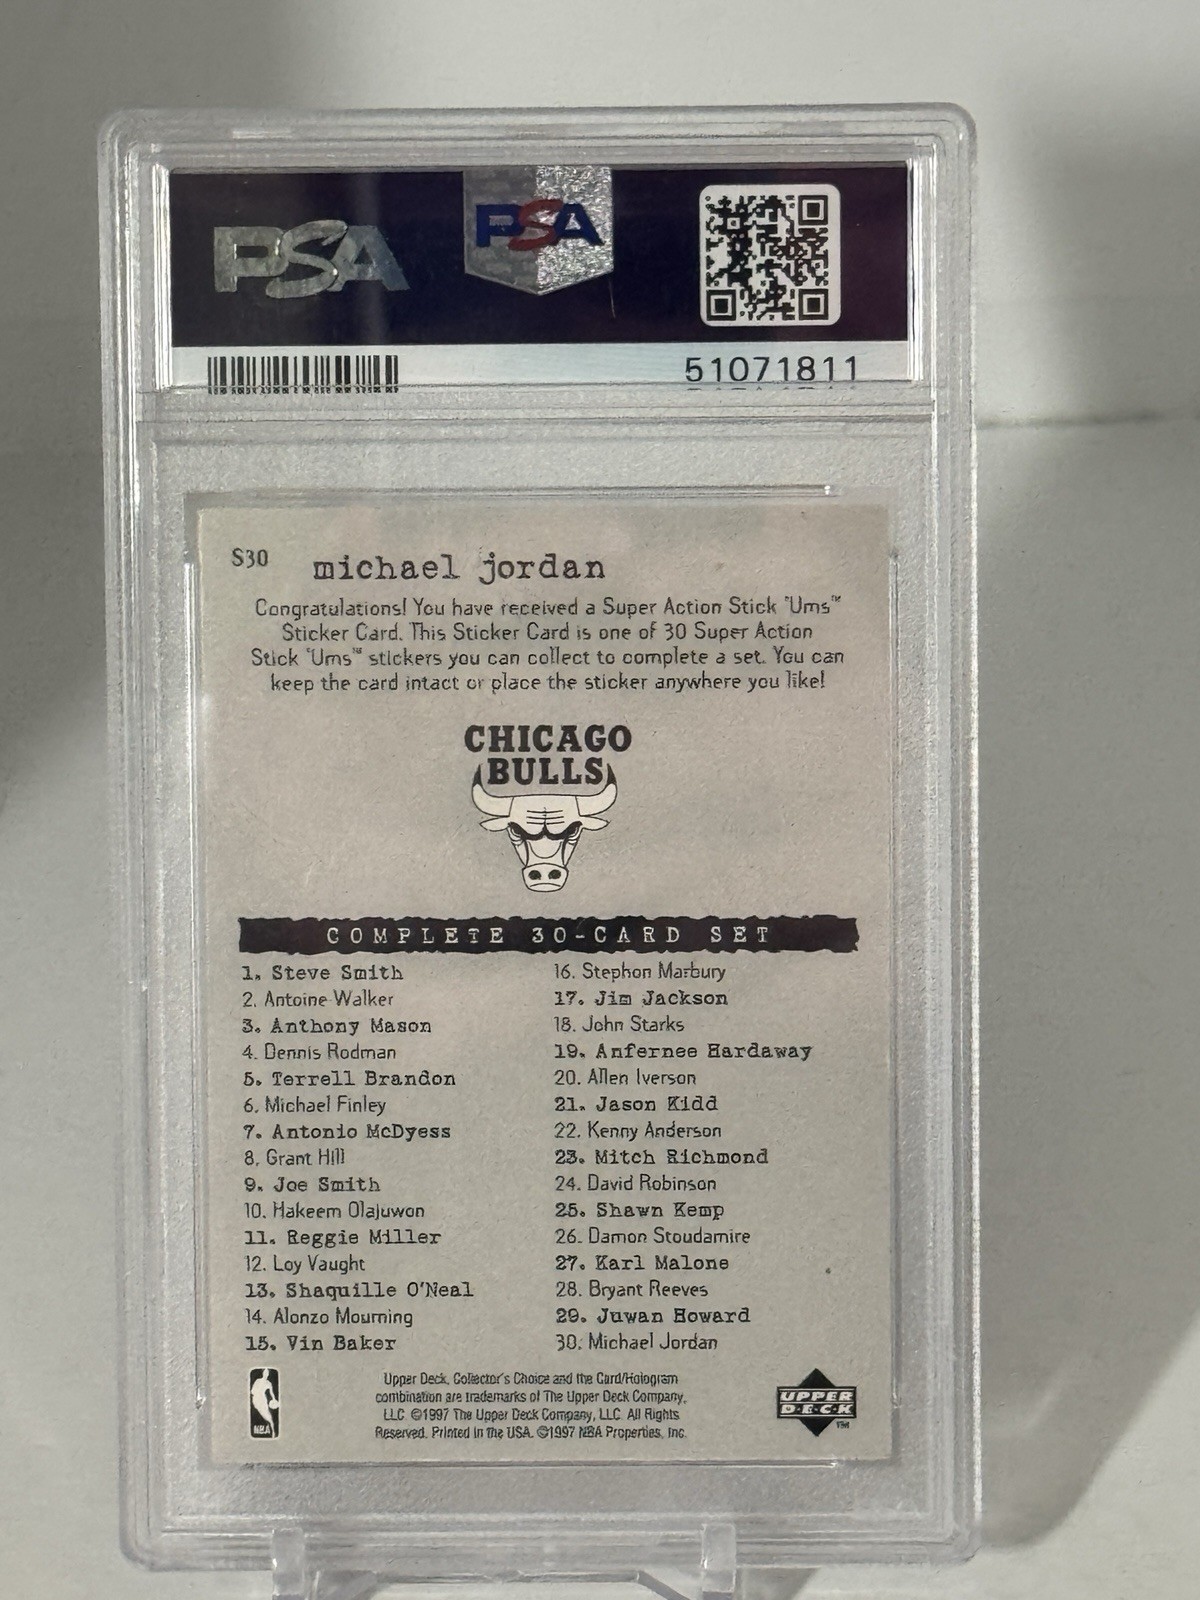 PSA
PSA
51071811
S30 michael jordan
Congratulations! You have received a Super Action Stick "Ums™
Sticker Card. This Sticker Card is one of 30 Super Action
Stick "Ums™ stickers you can collect to complete a set. You can
keep the card intact or place the sticker anywhere you like!
CHICAGO
BULLS
COMPLETE 30-CARD SET
1. Steve Smith
2. Antoine Walker
3. Anthony Mason
4. Dennis Rodman
5. Terrell Brandon
6. Michael Finley
7. Antonio McDyess
8. Grant Hill
9. Joe Smith
10. Hakeem Olajuwon
11. Reggie Miller
12. Loy Vaught
13. Shaquille O'Neal
14. Alonzo Mourning
15. Vin Baker
16. Stephon Marbury
17. Jim Jackson
18. John Starks
19. Anfernee Hardaway
20. Allen Iverson
21. Jason Kidd
22. Kenny Anderson
23. Mitch Richmond
24. David Robinson
25. Shawn Kemp
26. Damon Stoudamire
27. Karl Malone
28. Bryant Reeves
29. Juwan Howard
30. Michael Jordan
NBA
Upper Deck, Collector's Choice and the Card/Hologram
combination are trademarks of The Upper Deck Company,
LLC. ©1997 The Upper Deck Company, LLC. All Rights
Reserved. Printed in the USA. ©1997 NBA Properties, Inc.
UPPER
D·E·C·K
TM